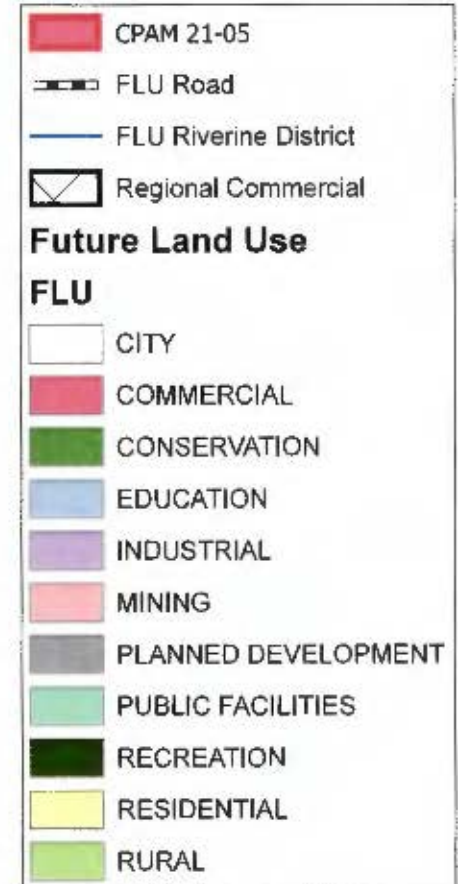 CPAM 21-05
FLU Road
FLU Riverine District
Regional Commercial
Future Land Use
FLU
CITY
COMMERCIAL
CONSERVATION
EDUCATION
INDUSTRIAL
MINING
PLANNED DEVELOPMENT
PUBLIC FACILITIES
RECREATION
RESIDENTIAL
RURAL